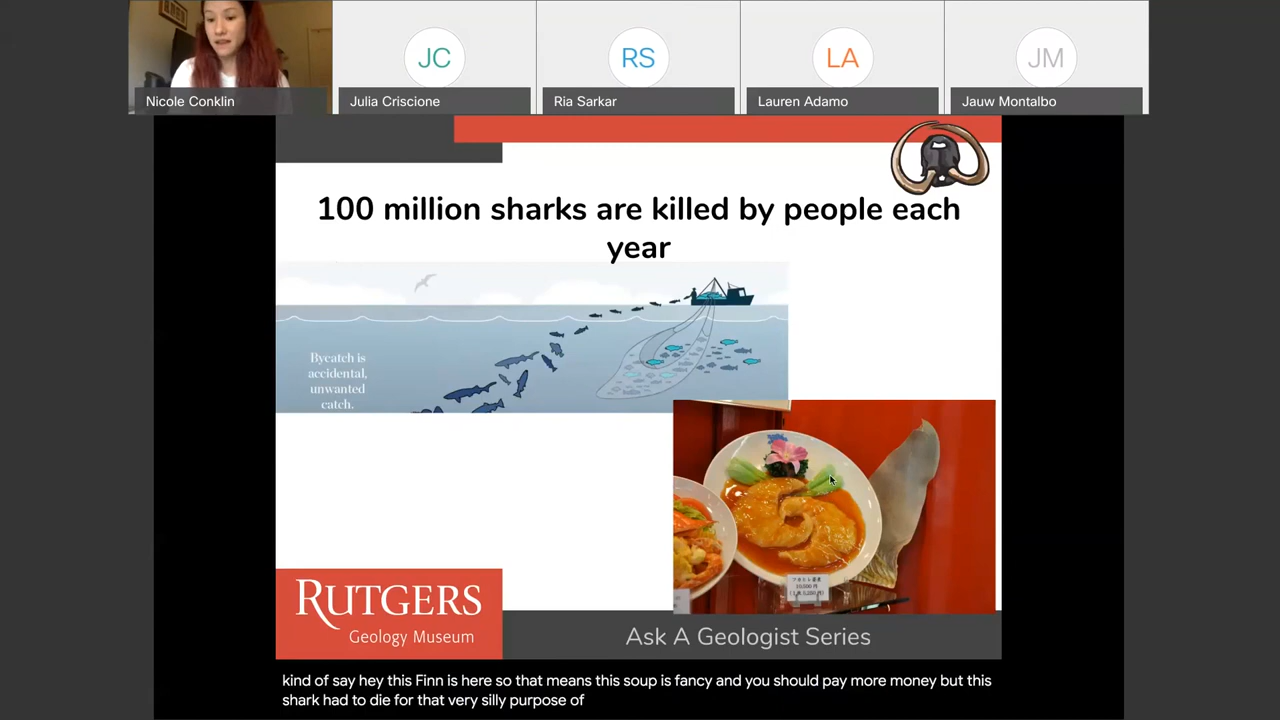 JC
RS
LA
JM
Nicole Conklin
Julia Criscione
Ria Sarkar
Lauren Adamo
Jauw Montalbo
100 million sharks are killed by people each
year
Bycatch is
accidental,
unwanted
catch.
10,500 円
RUTGERS
Geology Museum
Ask A Geologist Series
kind of say hey this Finn is here so that means this soup is fancy and you should pay more money but this
shark had to die for that very silly purpose of